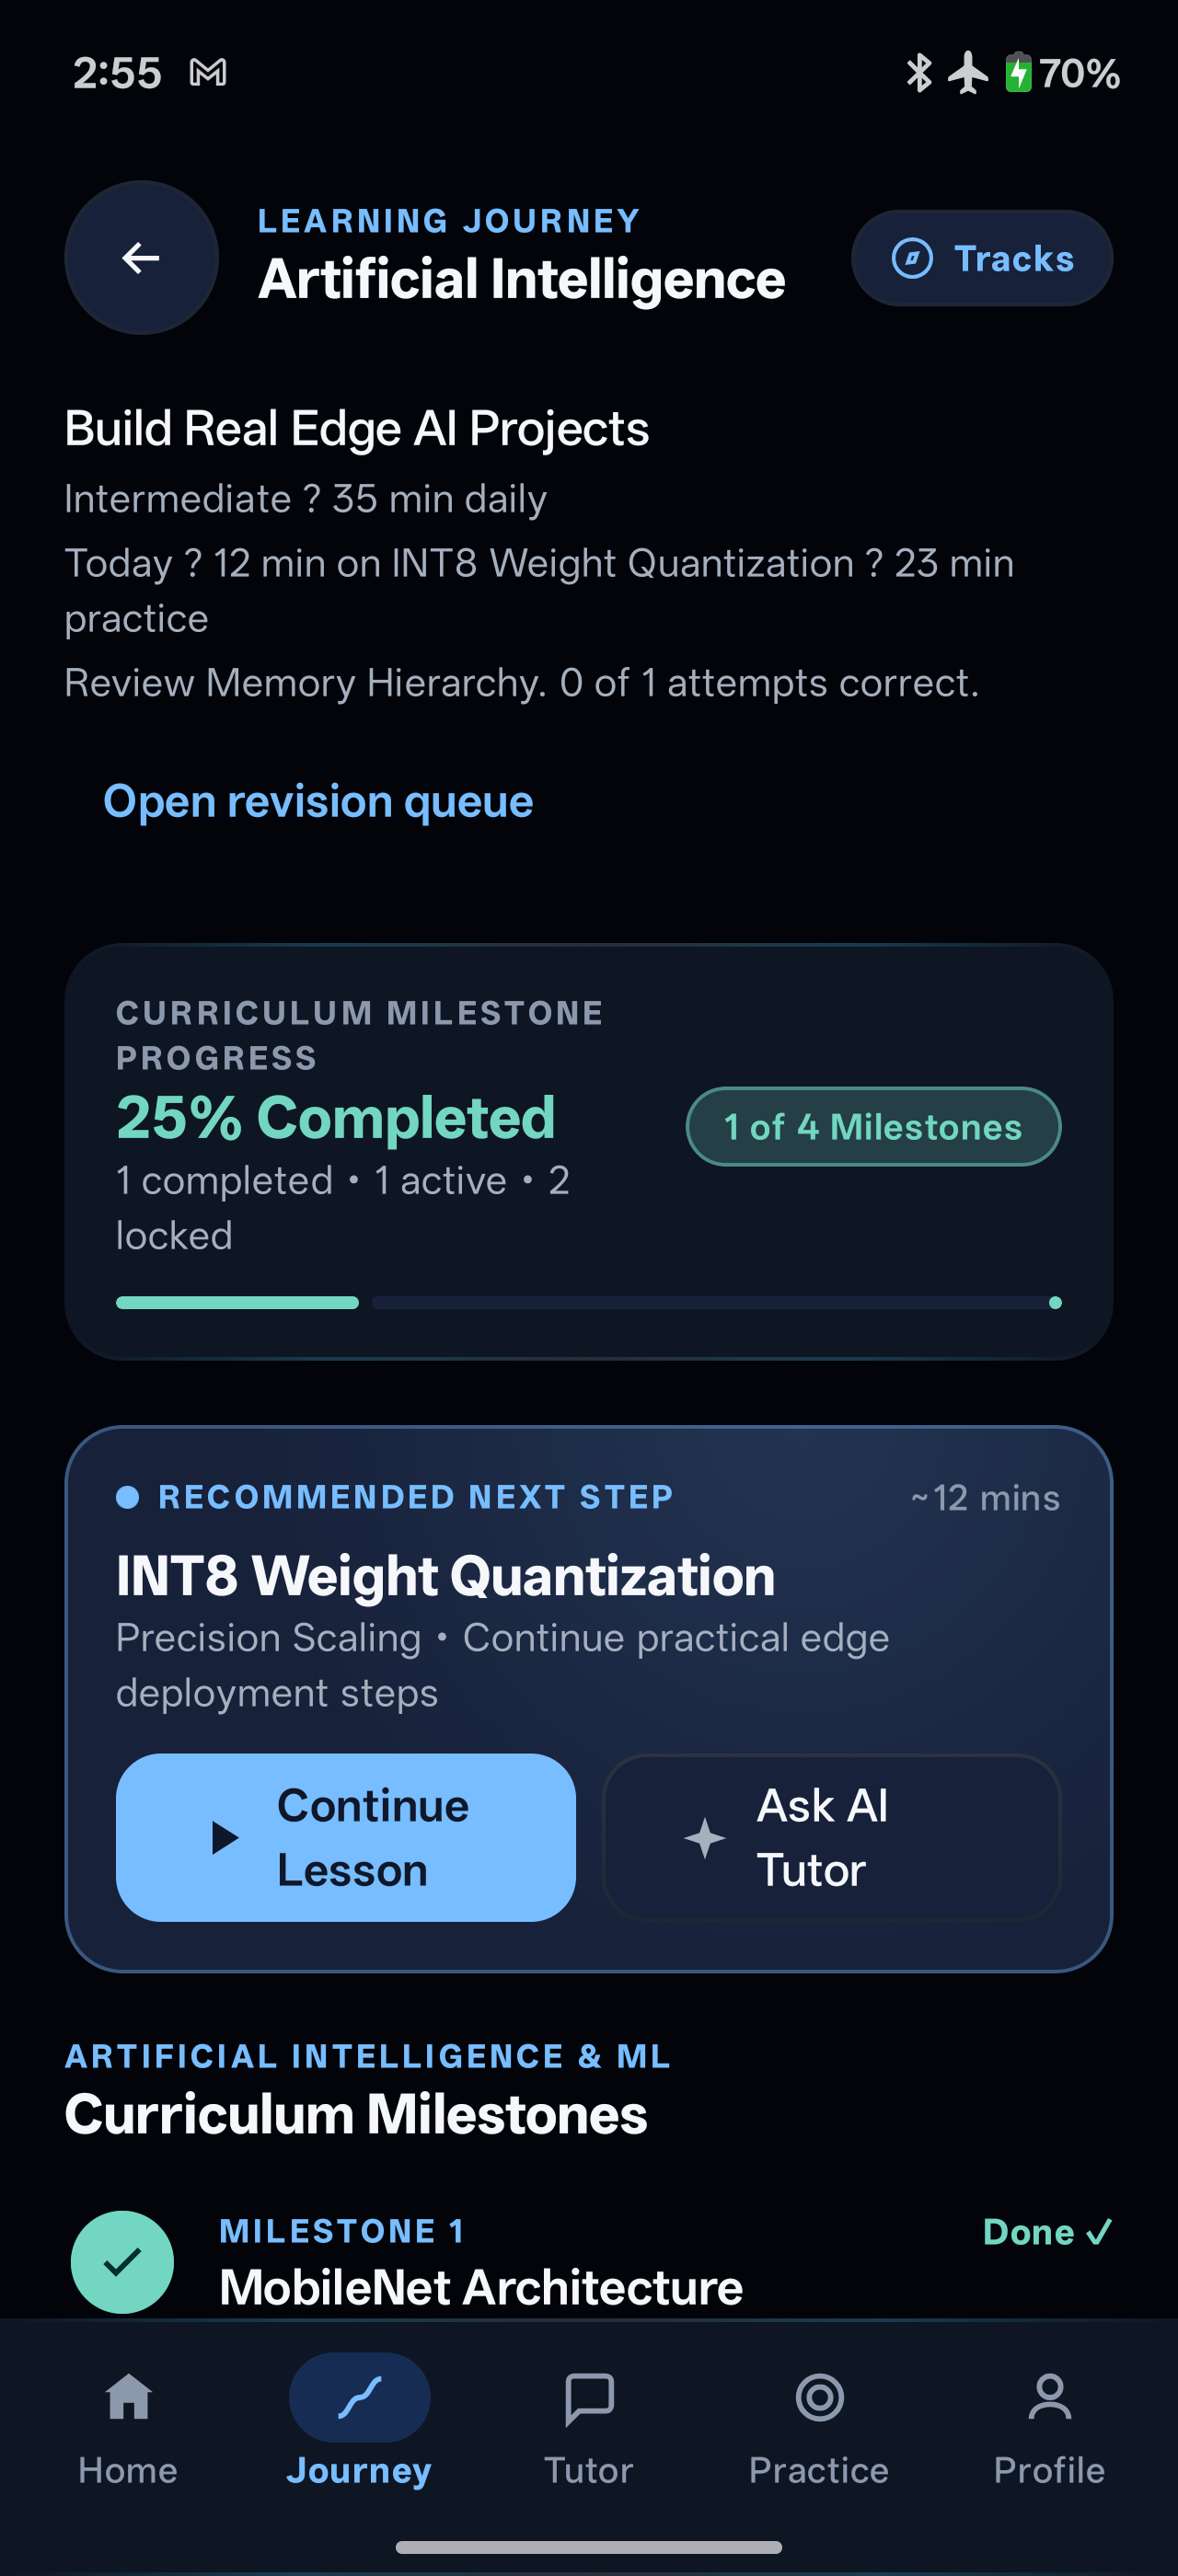 2:55
70%
LEARNING JOURNEY
Artificial Intelligence
Tracks
Build Real Edge AI Projects
Intermediate ? 35 min daily
Today ? 12 min on INT8 Weight Quantization ? 23 min
practice
Review Memory Hierarchy. 0 of 1 attempts correct.
Open revision queue
CURRICULUM MILESTONE
PROGRESS
25% Completed
1 of 4 Milestones
1 completed • 1 active • 2
locked
RECOMMENDED NEXT STEP
~12 mins
INT8 Weight Quantization
Precision Scaling • Continue practical edge
deployment steps
Continue
Lesson
Ask AI
Tutor
ARTIFICIAL INTELLIGENCE & ML
Curriculum Milestones
MILESTONE 1
Done ✓
MobileNet Architecture
Home
Journey
Tutor
Practice
Profile